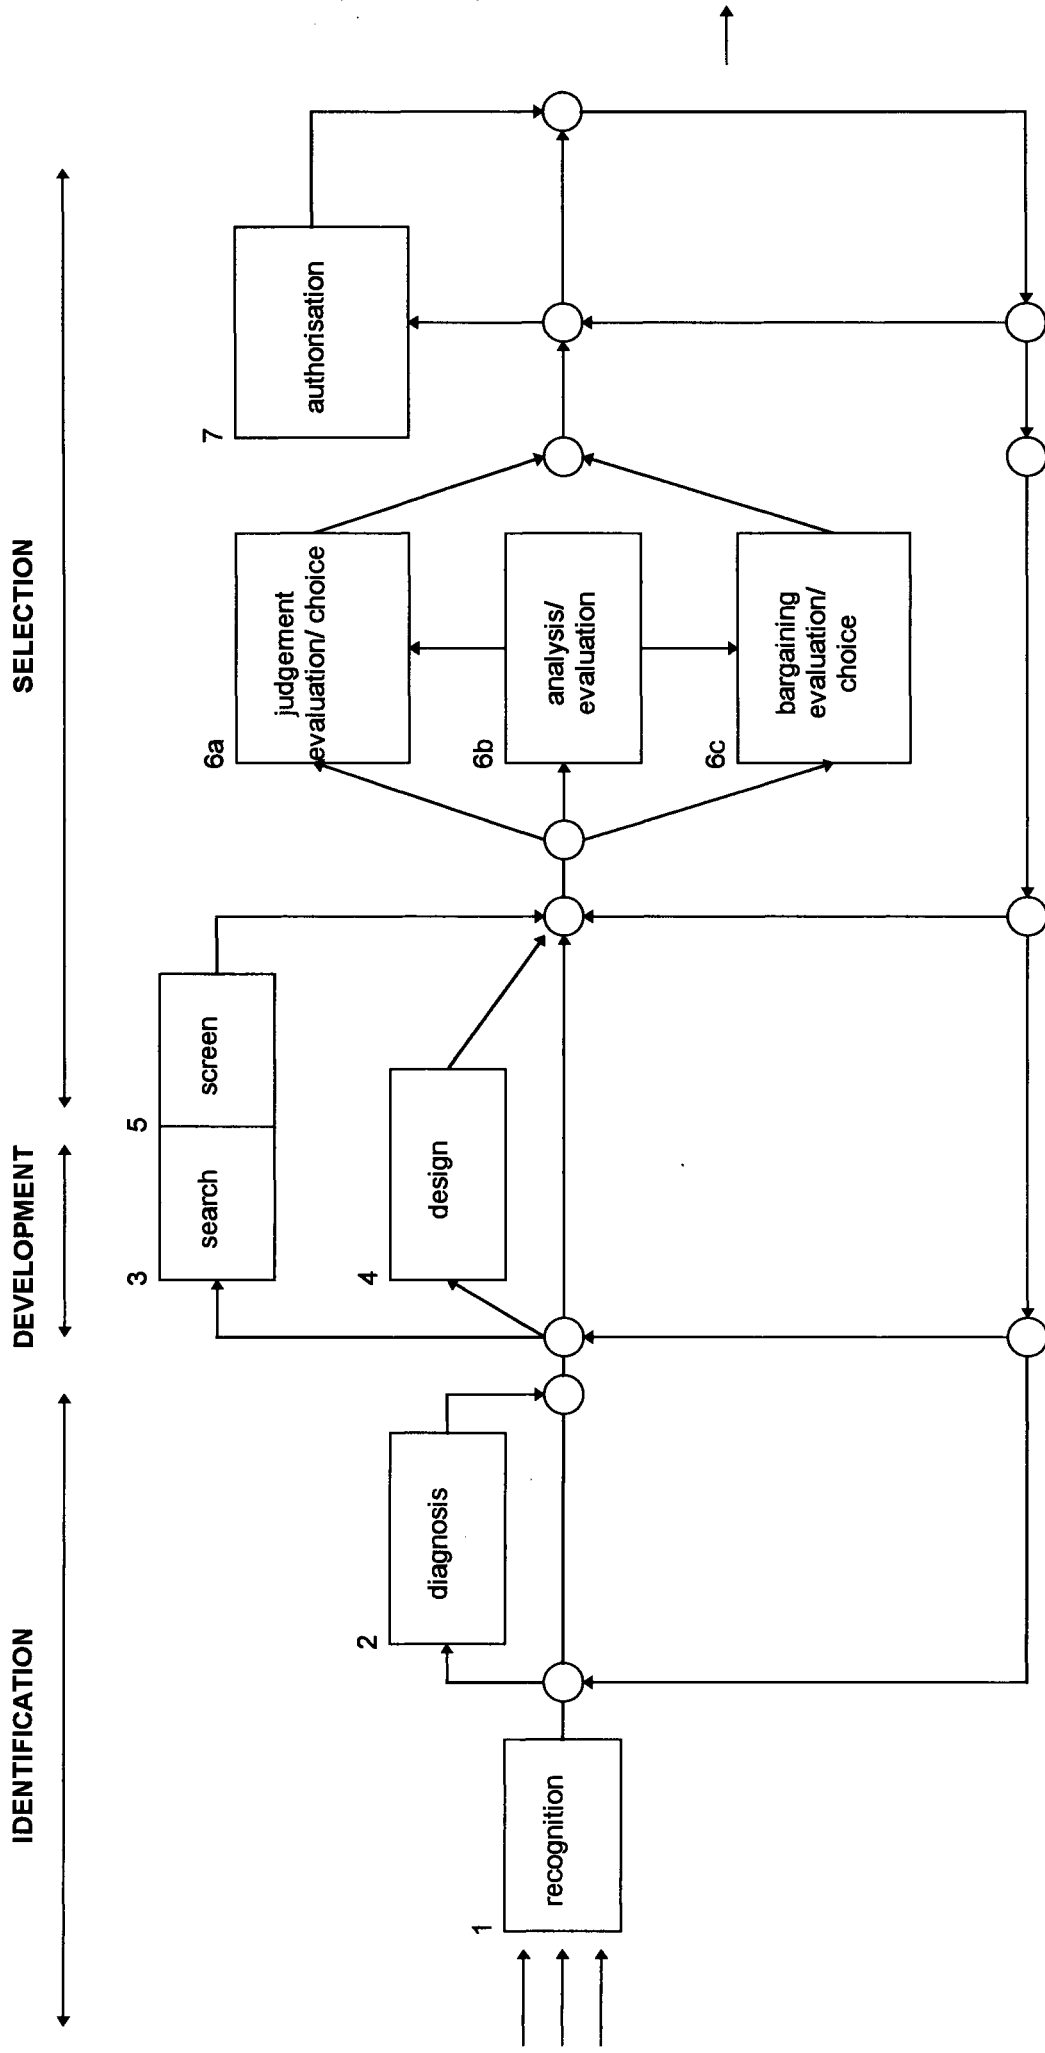 IDENTIFICATION
DEVELOPMENT
SELECTION
1
recognition
2
diagnosis
3
search
5
screen
4
design
6a
judgement
evaluation/ choice
6b
analysis/
evaluation
6c
bargaining
evaluation/
choice
7
authorisation